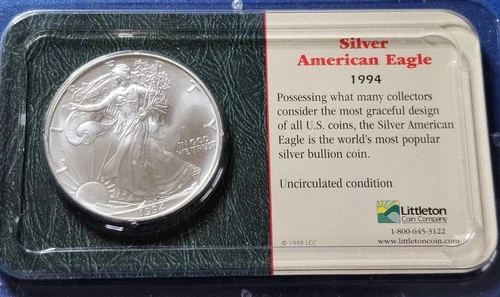 LIBERTY
IN GOD
WE TRUST
1994
Silver
American Eagle
1994
Possessing what many collectors
consider the most graceful design
of all U.S. coins, the Silver American
Eagle is the world's most popular
silver bullion coin.
Uncirculated condition
Littleton
Coin Company
1-800-645-3122
© 1999 LCC
www.littletoncoin.com